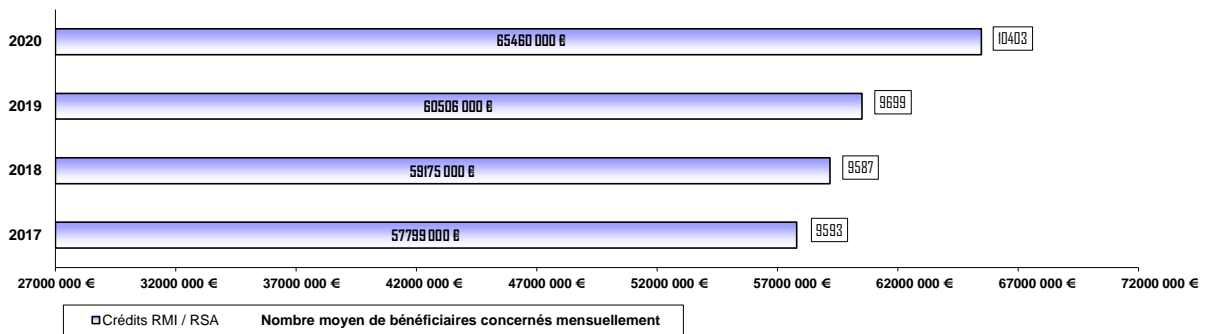 2020 65460 000 € 10403
2019 60506 000 € 9699
2018 59175 000 € 9587
2017 57799 000 € 9593
27000 000 € 32000 000 € 37000 000 € 42000 000 € 47000 000 € 52000 000 € 57000 000 € 62000 000 € 67000 000 € 72000 000 €
Crédits RMI / RSA Nombre moyen de bénéficiaires concernés mensuellement